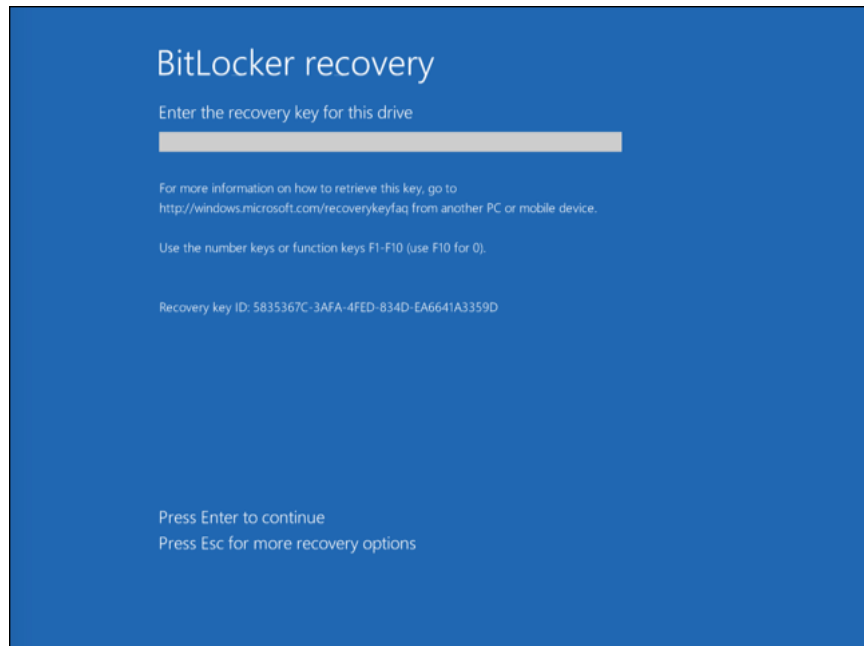 BitLocker recovery
Enter the recovery key for this drive
For more information on how to retrieve this key, go to
http://windows.microsoft.com/recoverykeyfaq from another PC or mobile device.
Use the number keys or function keys F1-F10 (use F10 for 0).
Recovery key ID: 5835367C-3AFA-4FED-834D-EA6641A3359D
Press Enter to continue
Press Esc for more recovery options